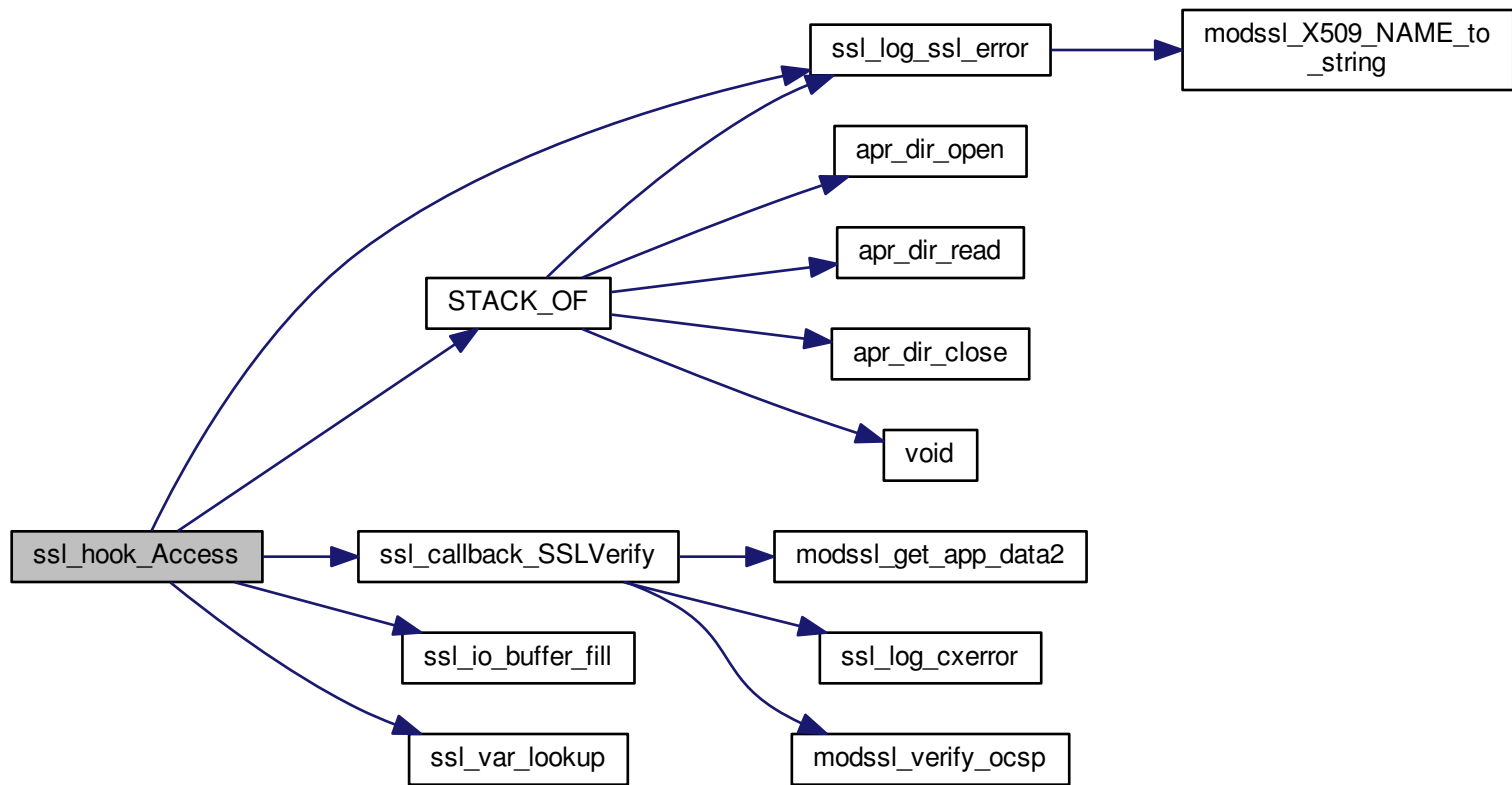 ssl_log_ssl_error
modssl_X509_NAME_to
_string
apr_dir_open
apr_dir_read
STACK_OF
apr_dir_close
void
ssl_hook_Access
ssl_callback_SSLVerify
modssl_get_app_data2
ssl_io_buffer_fill
ssl_log_cxerror
ssl_var_lookup
modssl_verify_ocsp